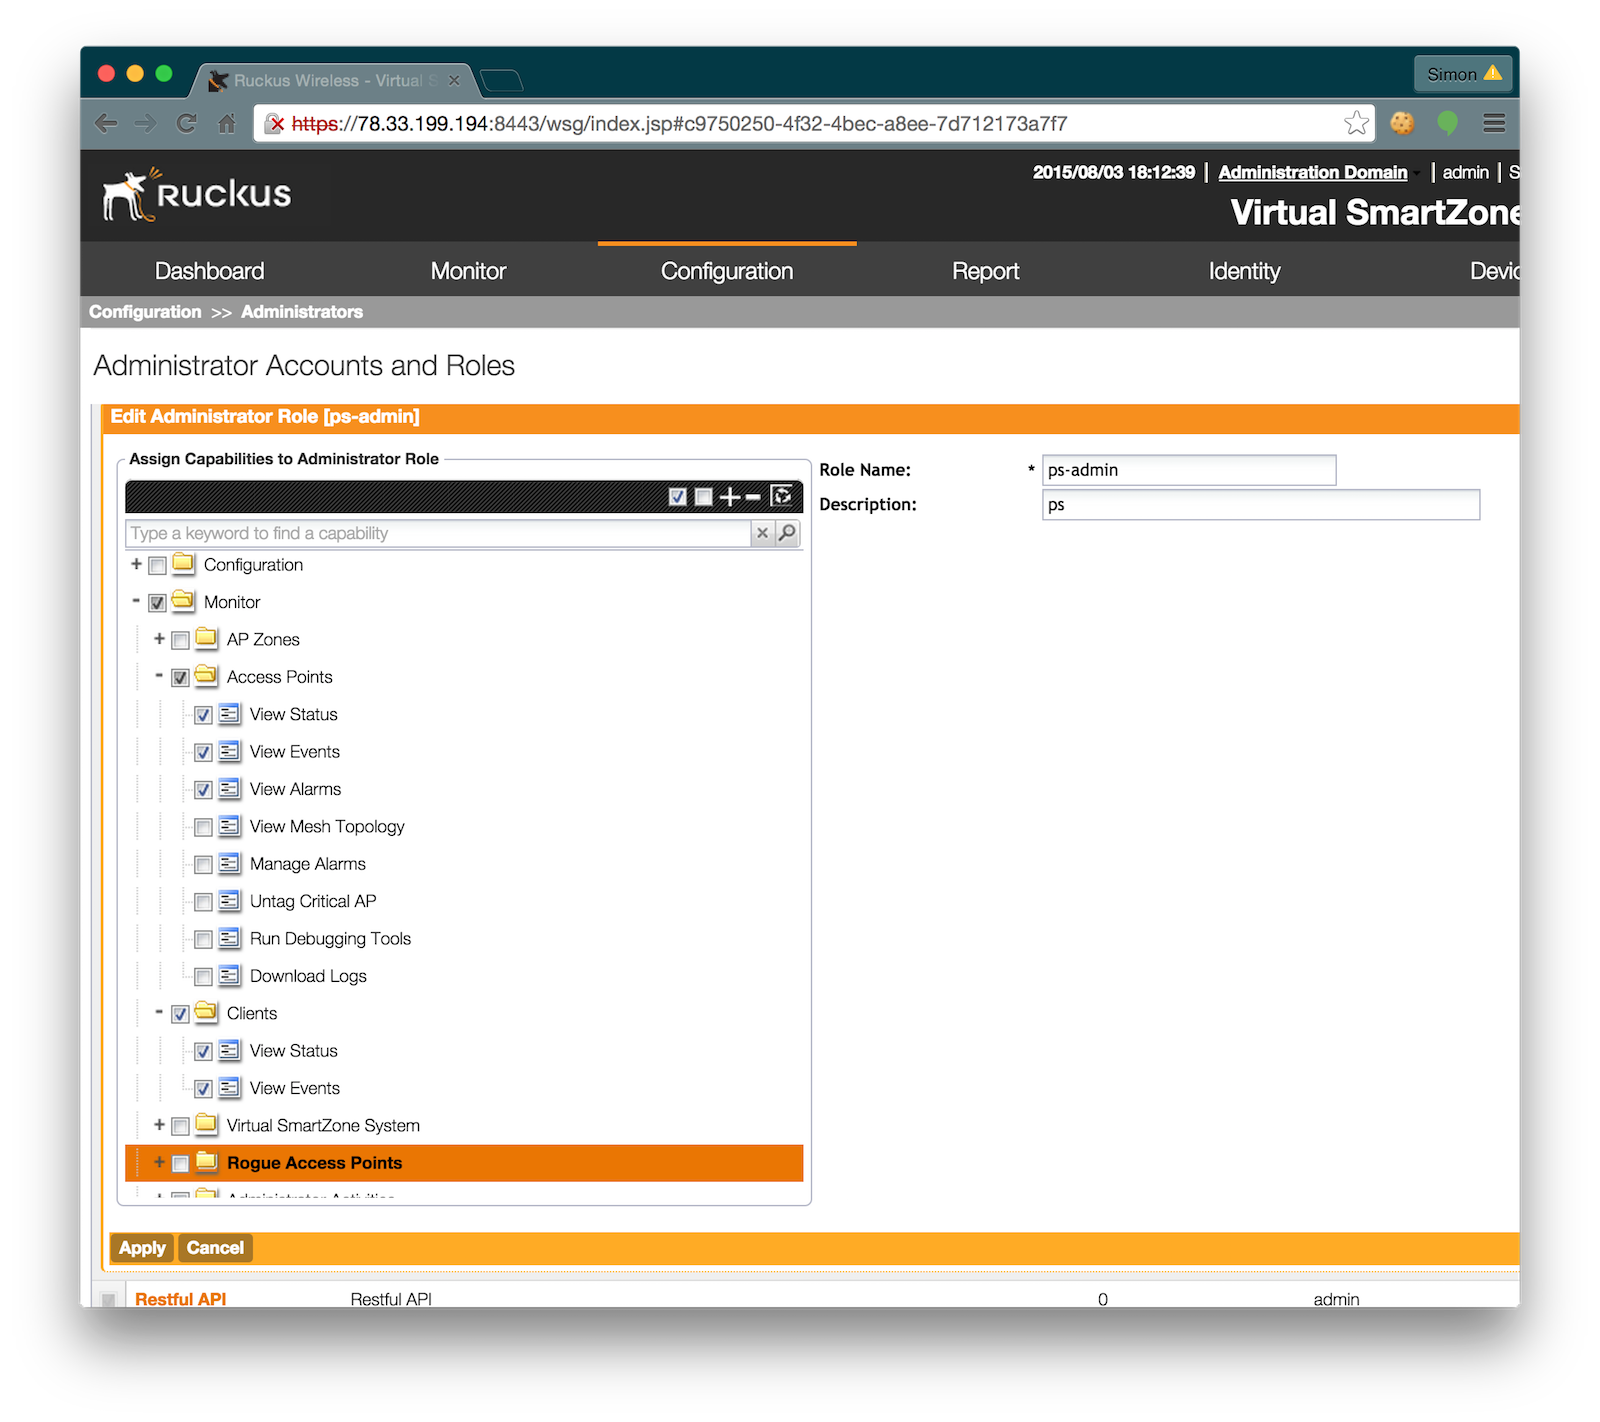 Ruckus Wireless - Virtual S
Simon
https://78.33.199.194:8443/wsg/index.jsp#c9750250-4f32-4bec-a8ee-7d712173a7f7
RUCKUS
2015/08/03 18:12:39 | Administration Domain | admin | S
Virtual SmartZone
Dashboard Monitor Configuration Report Identity Devic
Configuration >> Administrators
Administrator Accounts and Roles
Edit Administrator Role [ps-admin]
Assign Capabilities to Administrator Role
Role Name: * ps-admin
Description: ps
Type a keyword to find a capability
Configuration
Monitor
AP Zones
Access Points
View Status
View Events
View Alarms
View Mesh Topology
Manage Alarms
Untag Critical AP
Run Debugging Tools
Download Logs
Clients
View Status
View Events
Virtual SmartZone System
Rogue Access Points
Administrator Activities
Apply Cancel
Restful API Restful API 0 admin